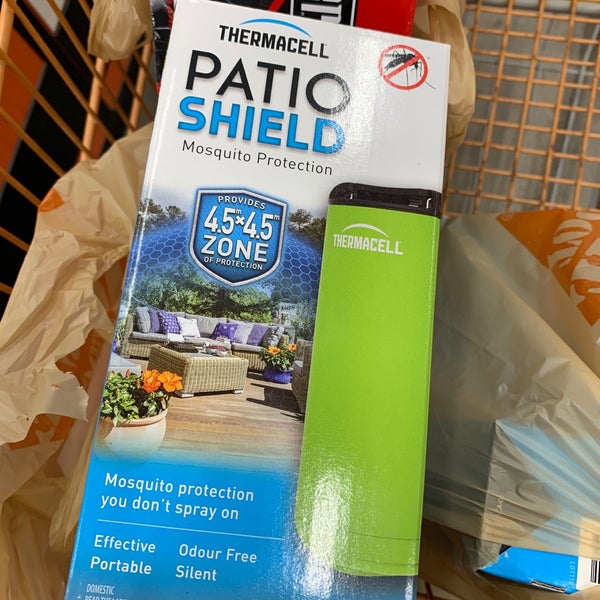 THERMACELL
PATIO
SHIELD
Mosquito Protection
PROVIDES
4.5m×4.5m
ZONE
OF PROTECTION
THERMACELL
Mosquito protection
you don't spray on
Effective Odour Free
Portable Silent
DOMESTIC